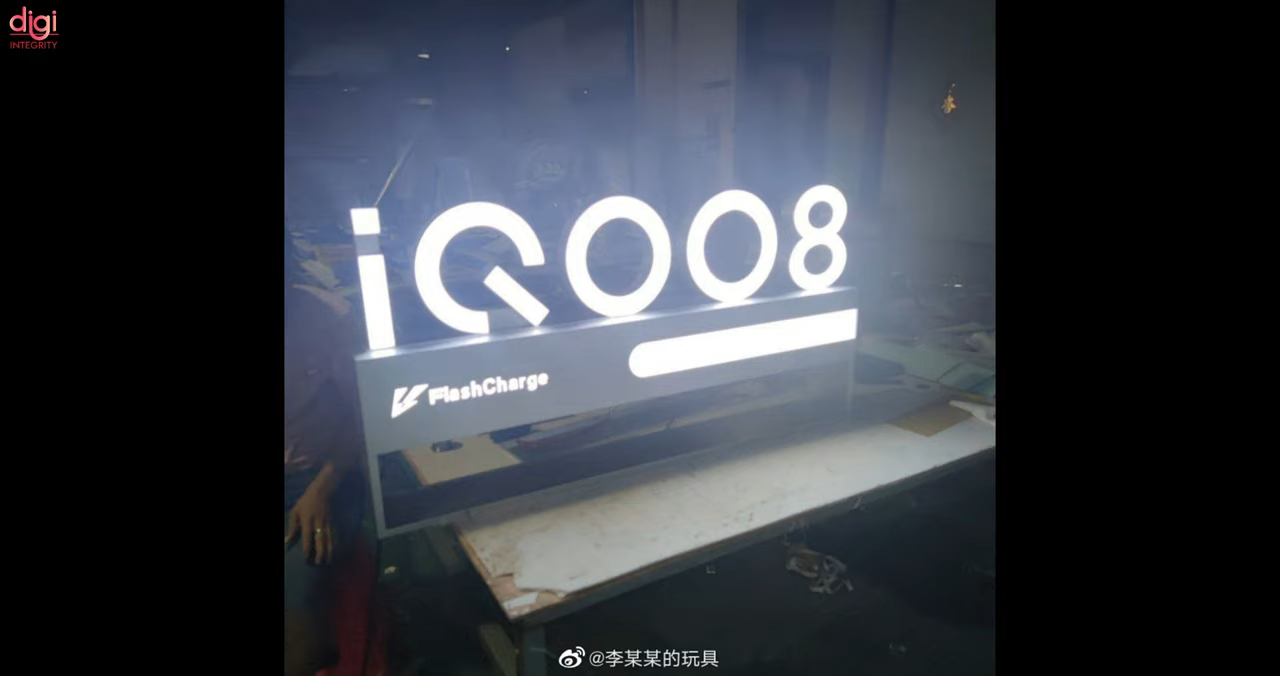 digi
INTEGRITY
iQOO8
FlashCharge
@李某某的玩具